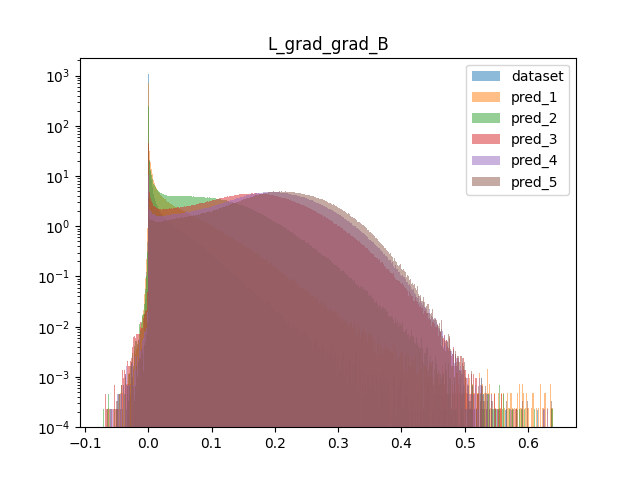 L_grad_grad_B
dataset
pred_1
pred_2
pred_3
pred_4
pred_5
10³
10²
10¹
10⁰
10⁻¹
10⁻²
10⁻³
10⁻⁴
−0.1 0.0 0.1 0.2 0.3 0.4 0.5 0.6